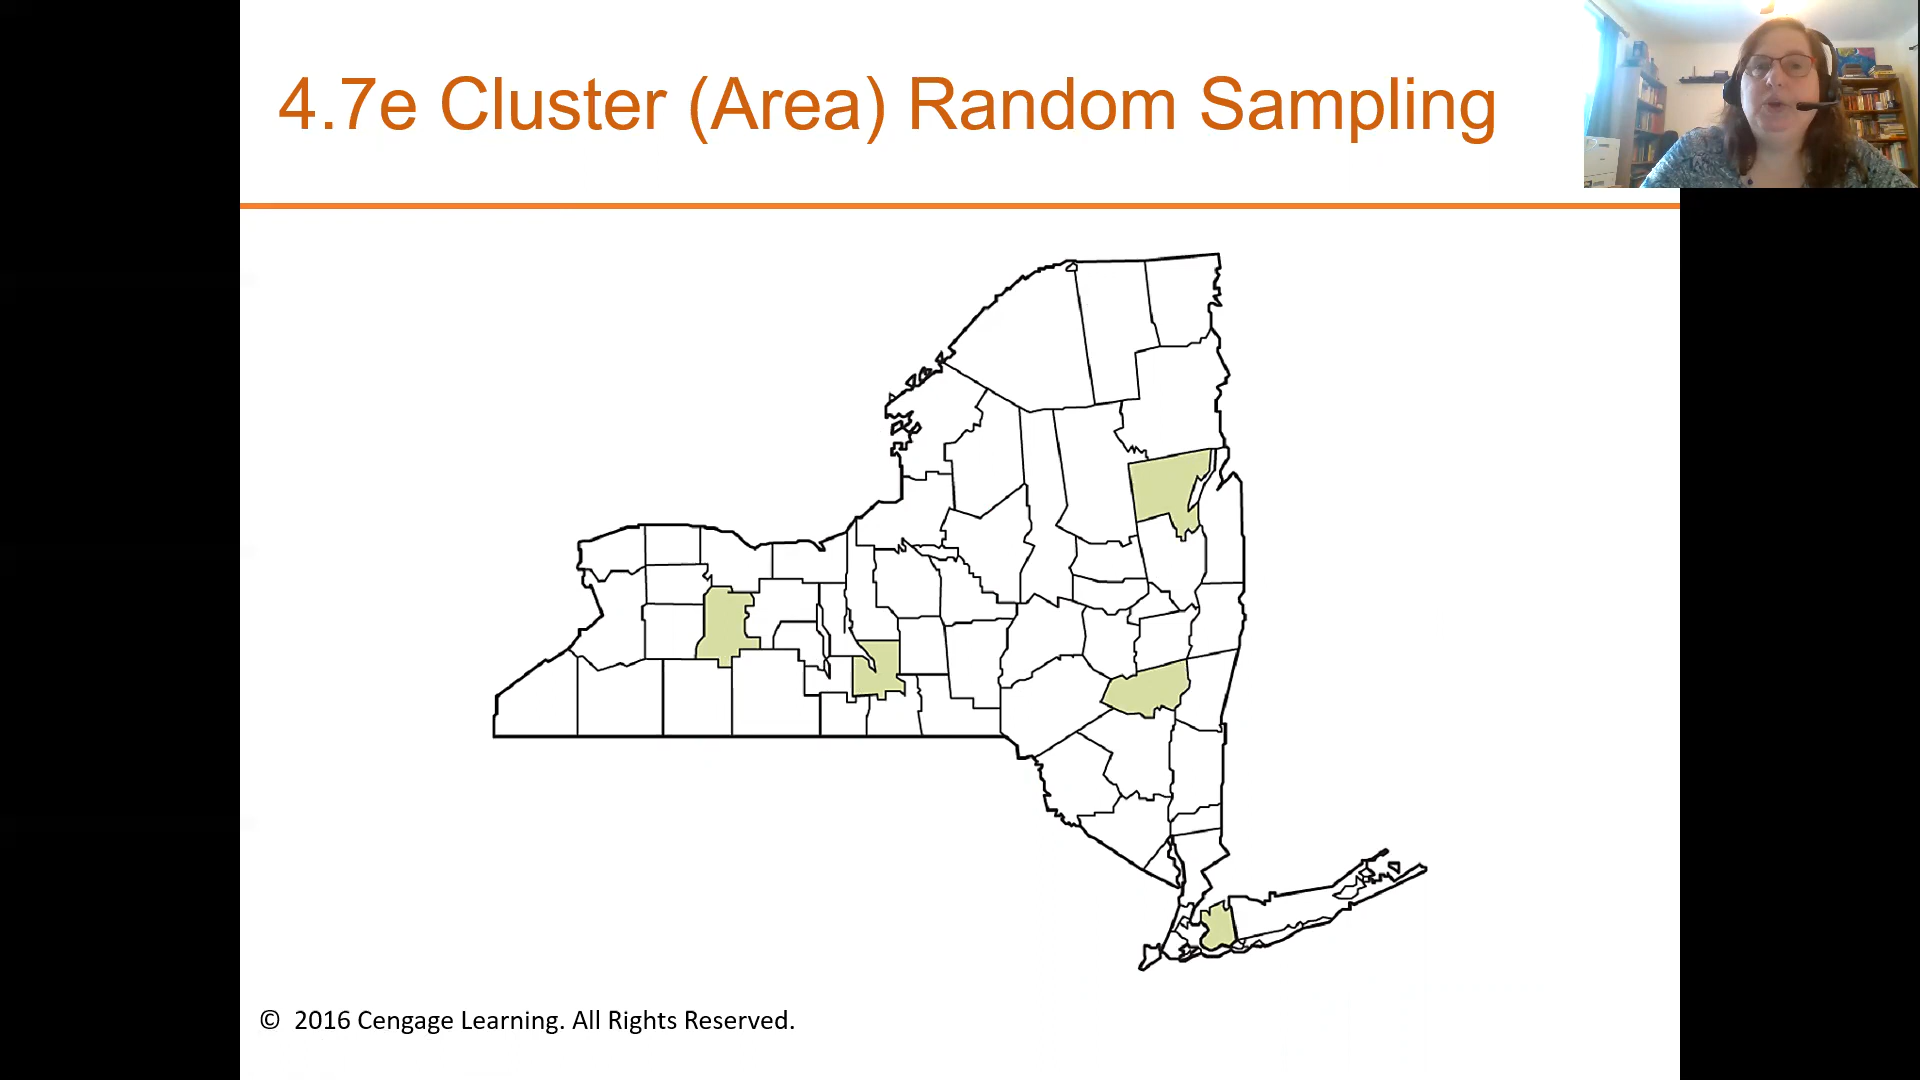 4.7e Cluster (Area) Random Sampling
© 2016 Cengage Learning. All Rights Reserved.